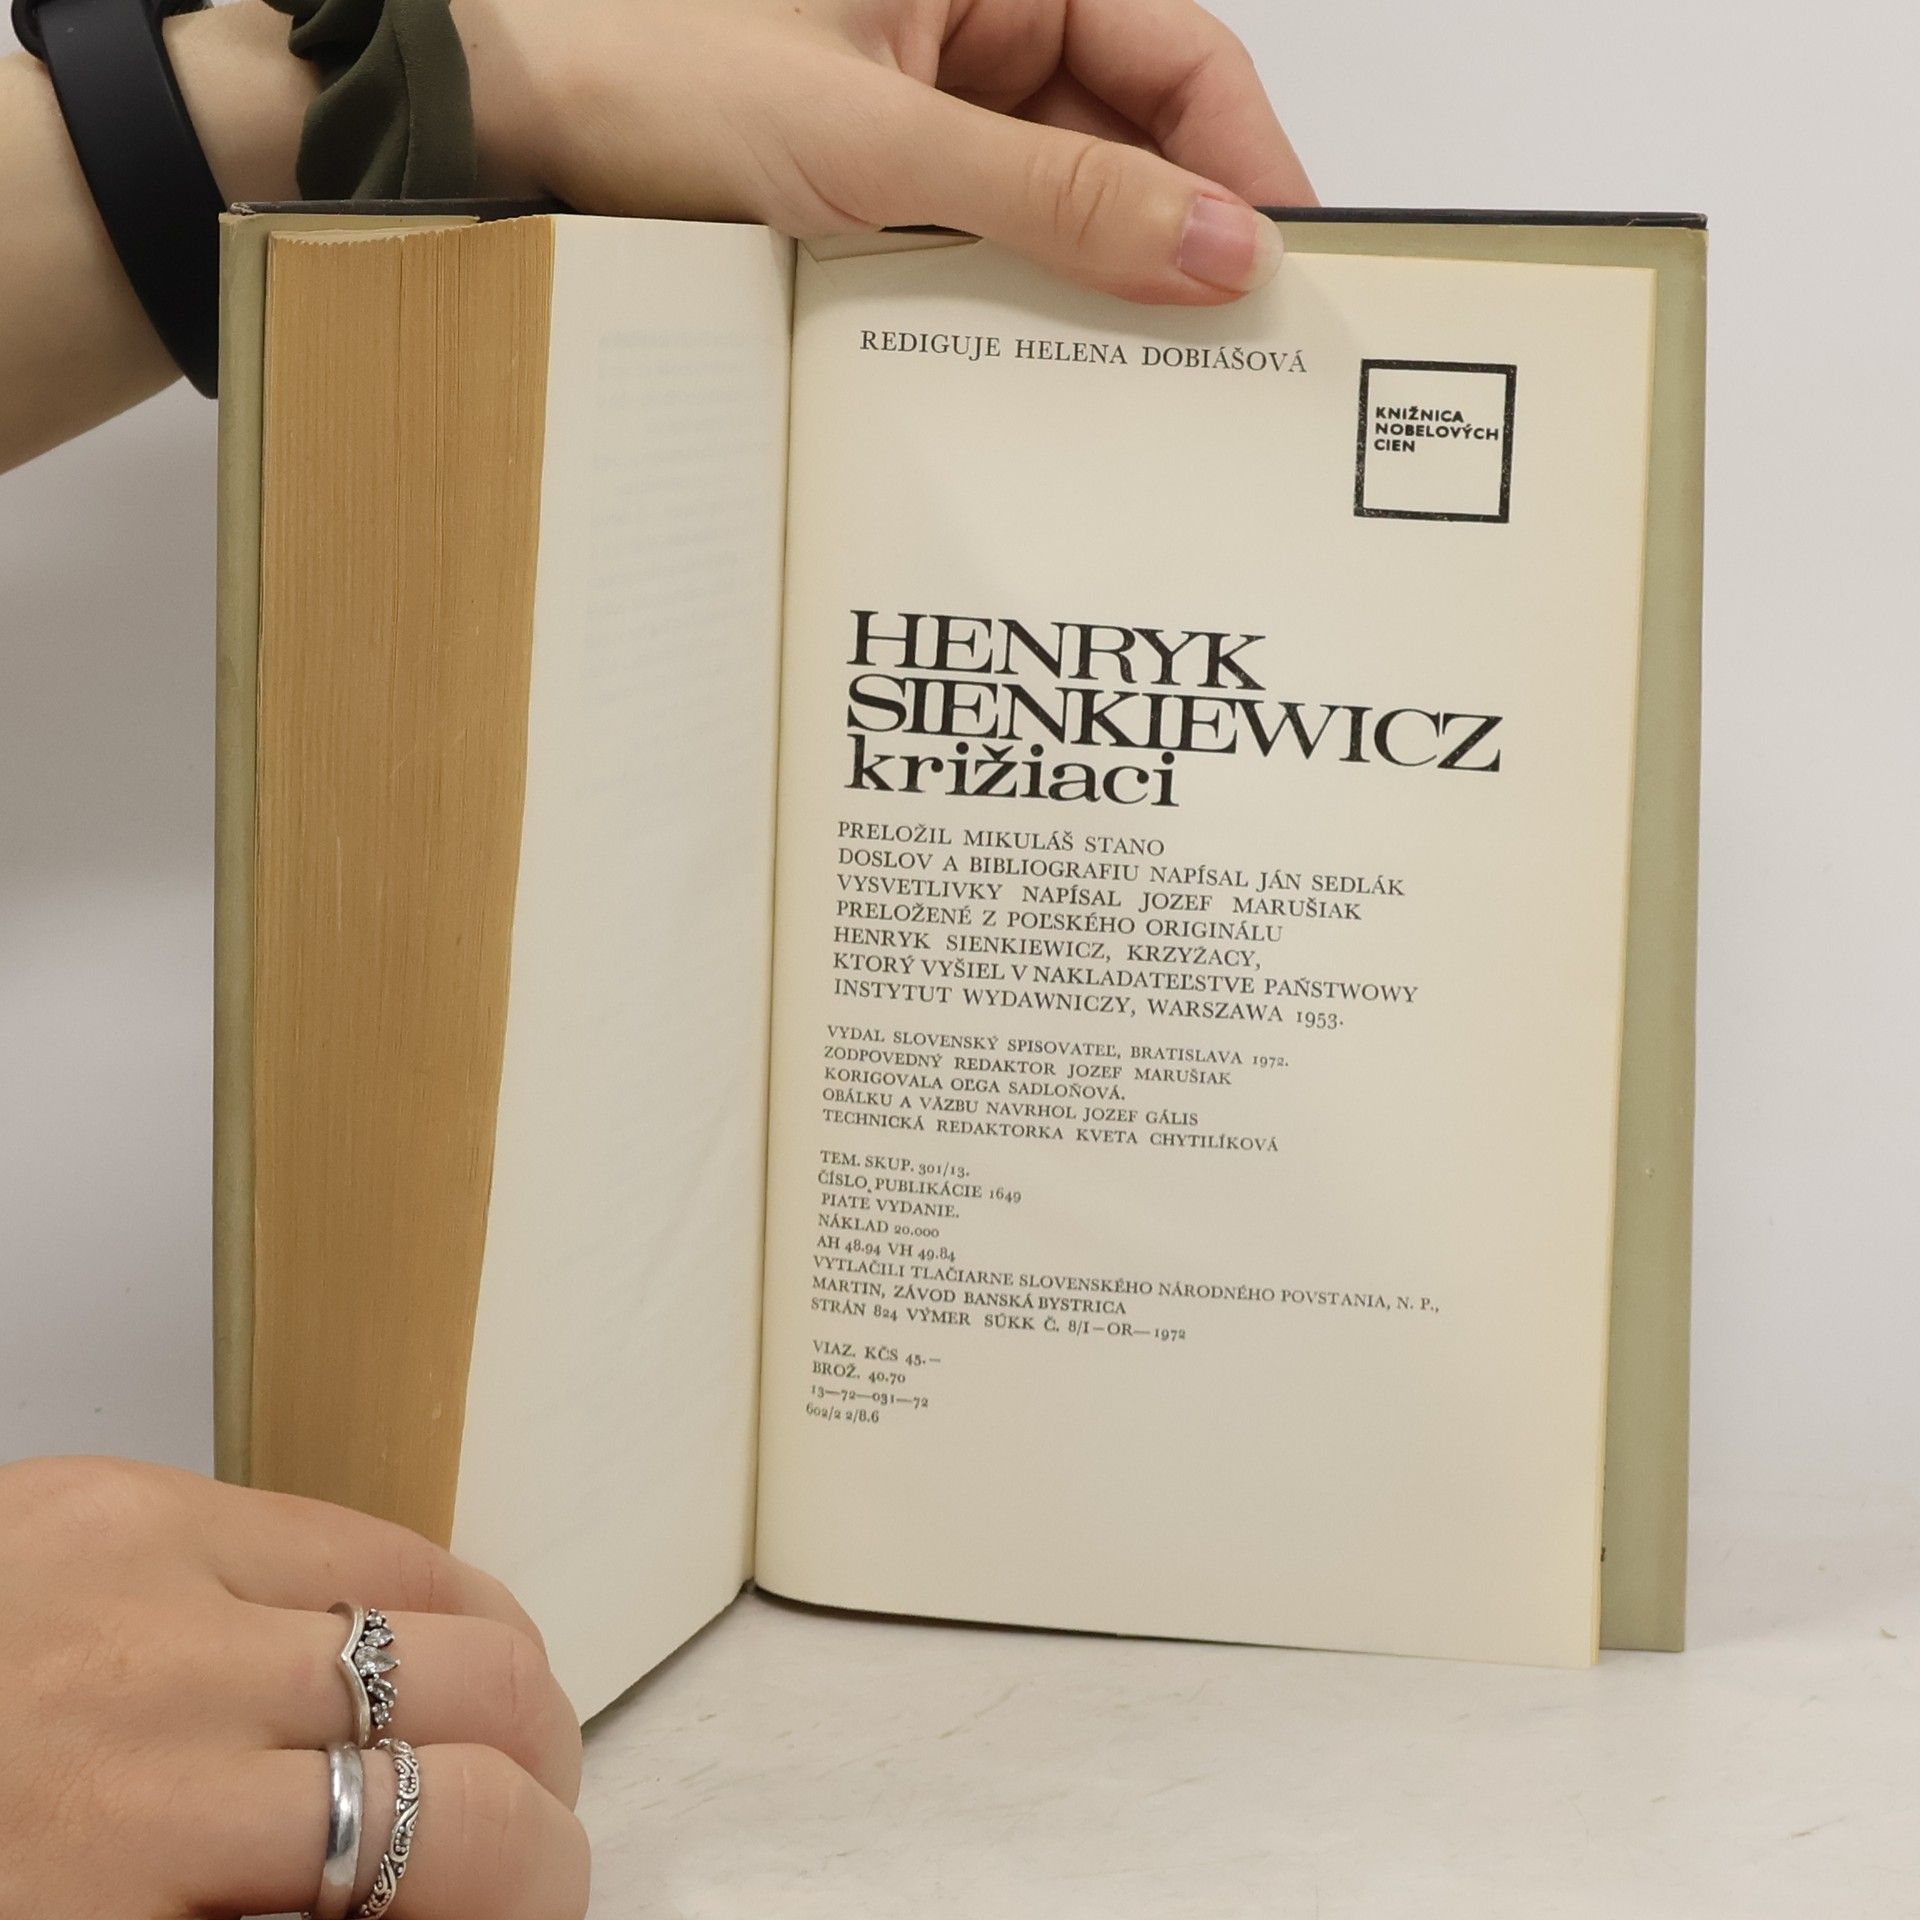 REDIGUJE HELENA DOBIÁŠOVÁ
KNIŽNICA
NOBELOVÝCH
CIEN
HENRYK
SIENKIEWICZ
križiaci
PRELOŽIL MIKULÁŠ STANO
DOSLOV A BIBLIOGRAFIU NAPÍSAL JÁN SEDLÁK
VYSVETLIVKY NAPÍSAL JOZEF MARUŠIAK
PRELOŽENÉ Z POĽSKÉHO ORIGINÁLU
HENRYK SIENKIEWICZ, KRZYŻACY,
KTORÝ VYŠIEL V NAKLADATEĽSTVE PAŃSTWOWY
INSTYTUT WYDAWNICZY, WARSZAWA 1953.
VYDAL SLOVENSKÝ SPISOVATEĽ, BRATISLAVA 1972.
ZODPOVEDNÝ REDAKTOR JOZEF MARUŠIAK
KORIGOVALA OĽGA SADLOŇOVÁ.
OBÁLKU A VÄZBU NAVRHOL JOZEF GÁLIS
TECHNICKÁ REDAKTORKA KVETA CHYTILÍKOVÁ
TEM. SKUP. 301/13.
ČÍSLO PUBLIKÁCIE 1649
PIATE VYDANIE.
NÁKLAD 20.000
AH 48.94 VH 49.84
VYTLAČILI TLAČIARNE SLOVENSKÉHO NÁRODNÉHO POVSTANIA, N. P.,
MARTIN, ZÁVOD BANSKÁ BYSTRICA
STRÁN 824 VÝMER SÚKK Č. 8/I—OR—1972
VIAZ. KČS 45.—
BROŽ. 40.70
13—72—031—72
602/2 2/8.6